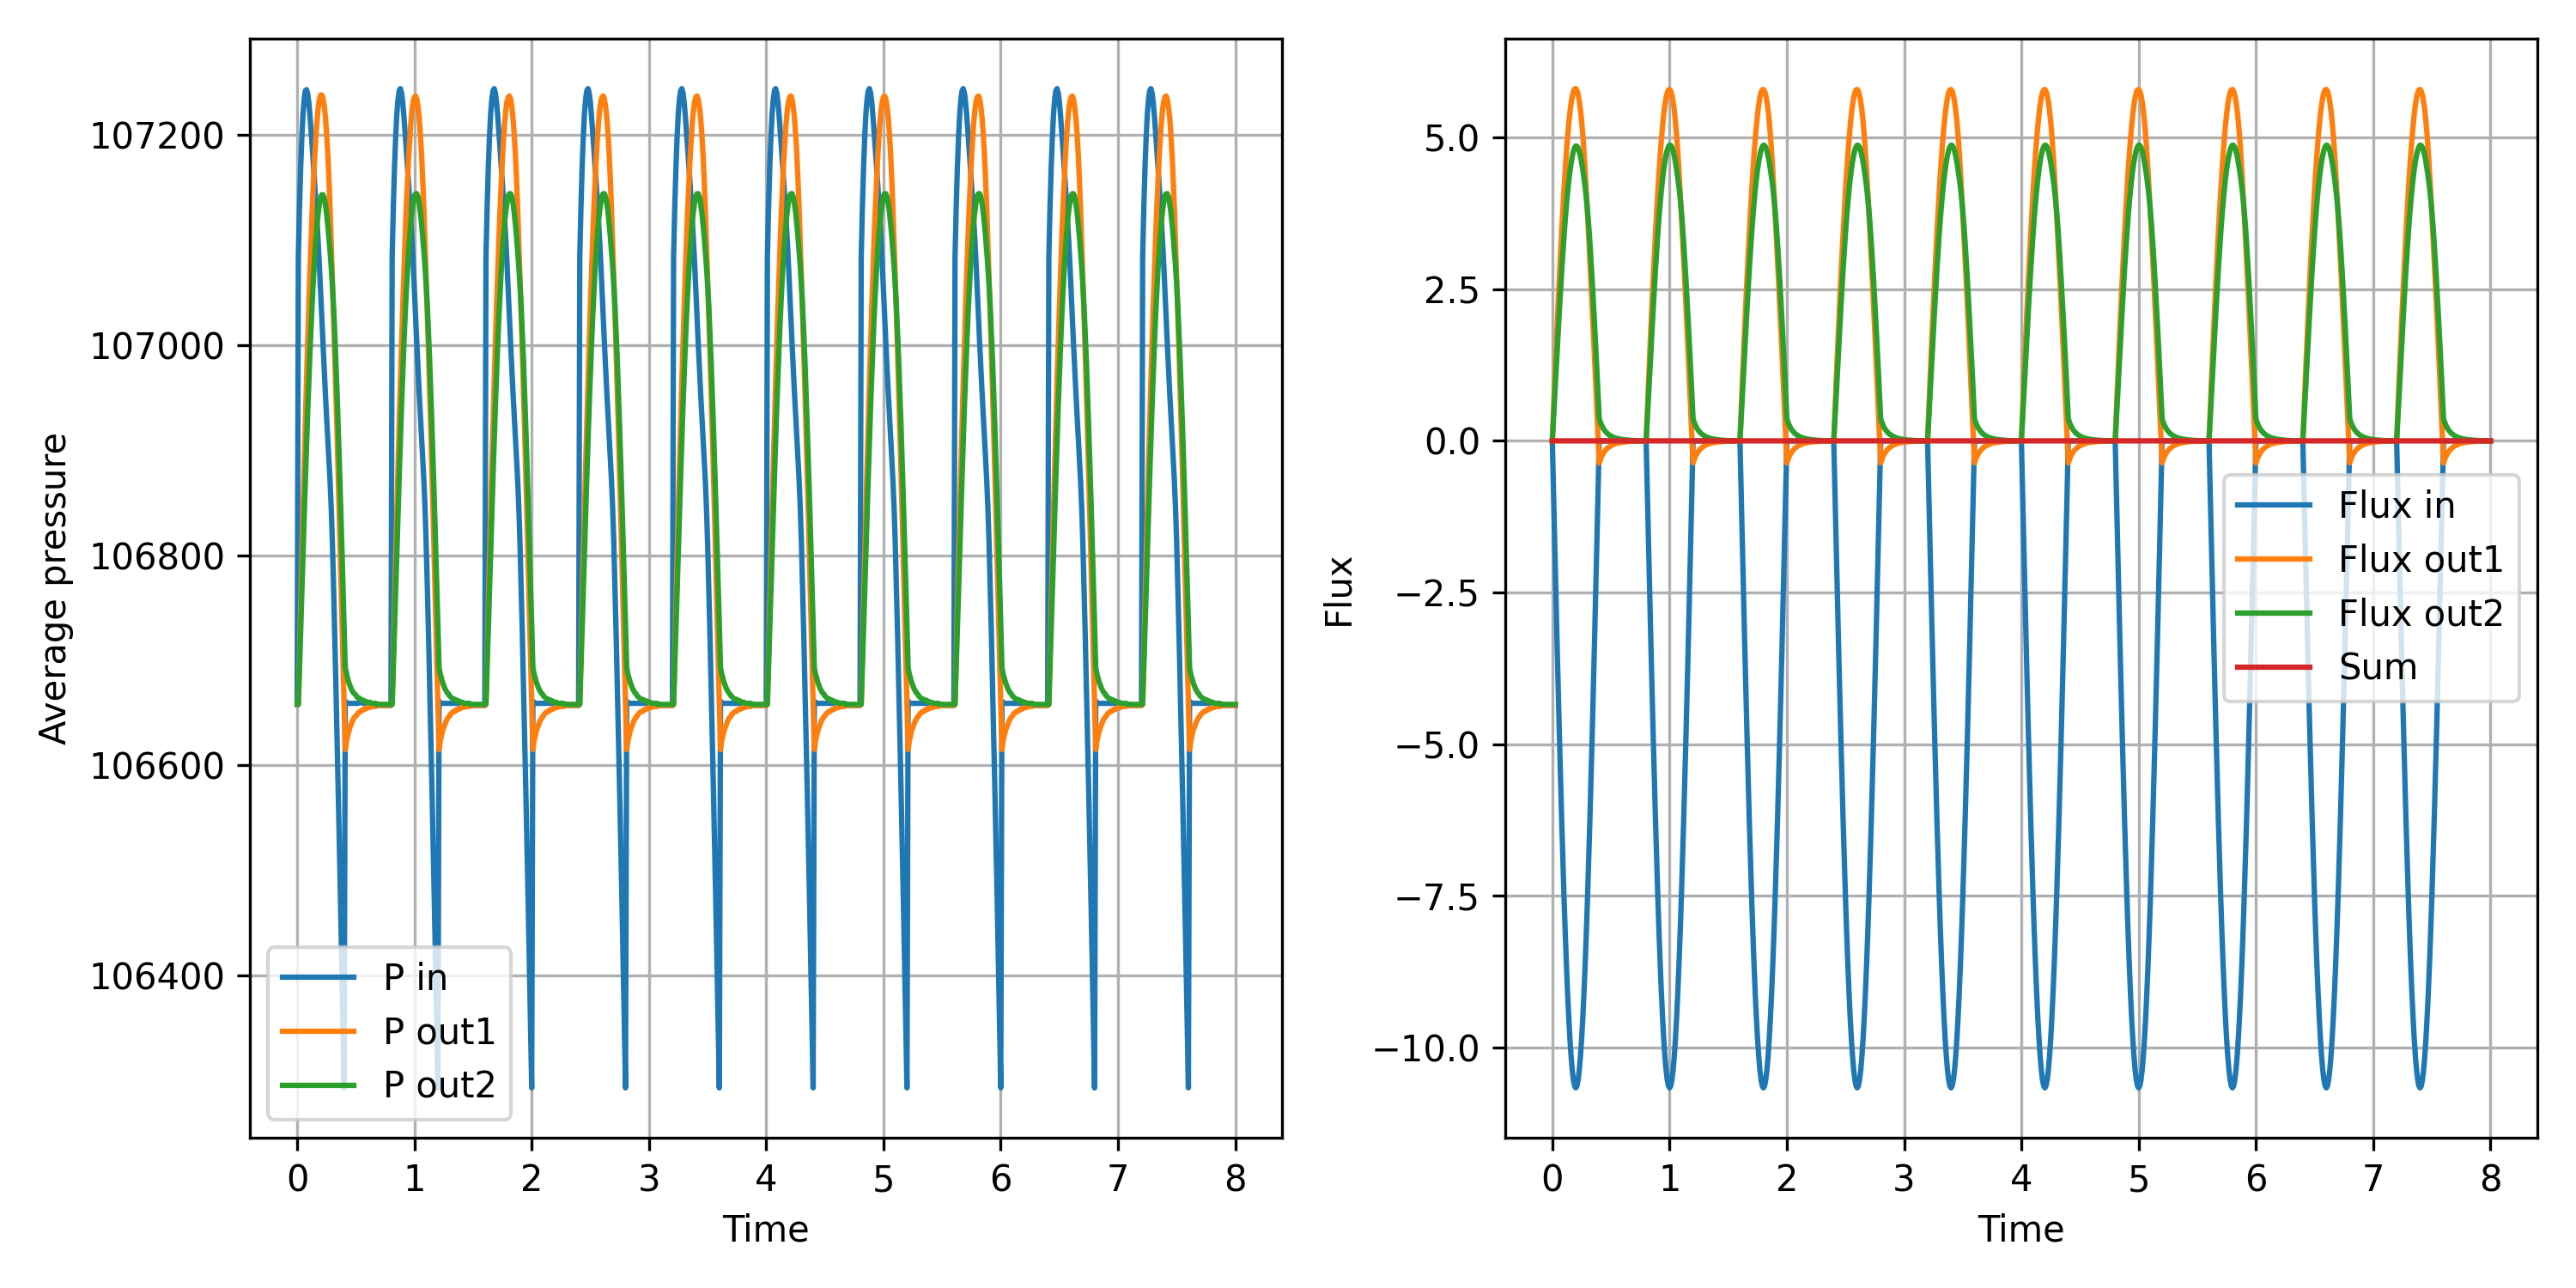 107200
107000
106800
106600
106400
Average pressure
P in
P out1
P out2
0 1 2 3 4 5 6 7 8
Time
5.0
2.5
0.0
−2.5
−5.0
−7.5
−10.0
Flux
Flux in
Flux out1
Flux out2
Sum
0 1 2 3 4 5 6 7 8
Time